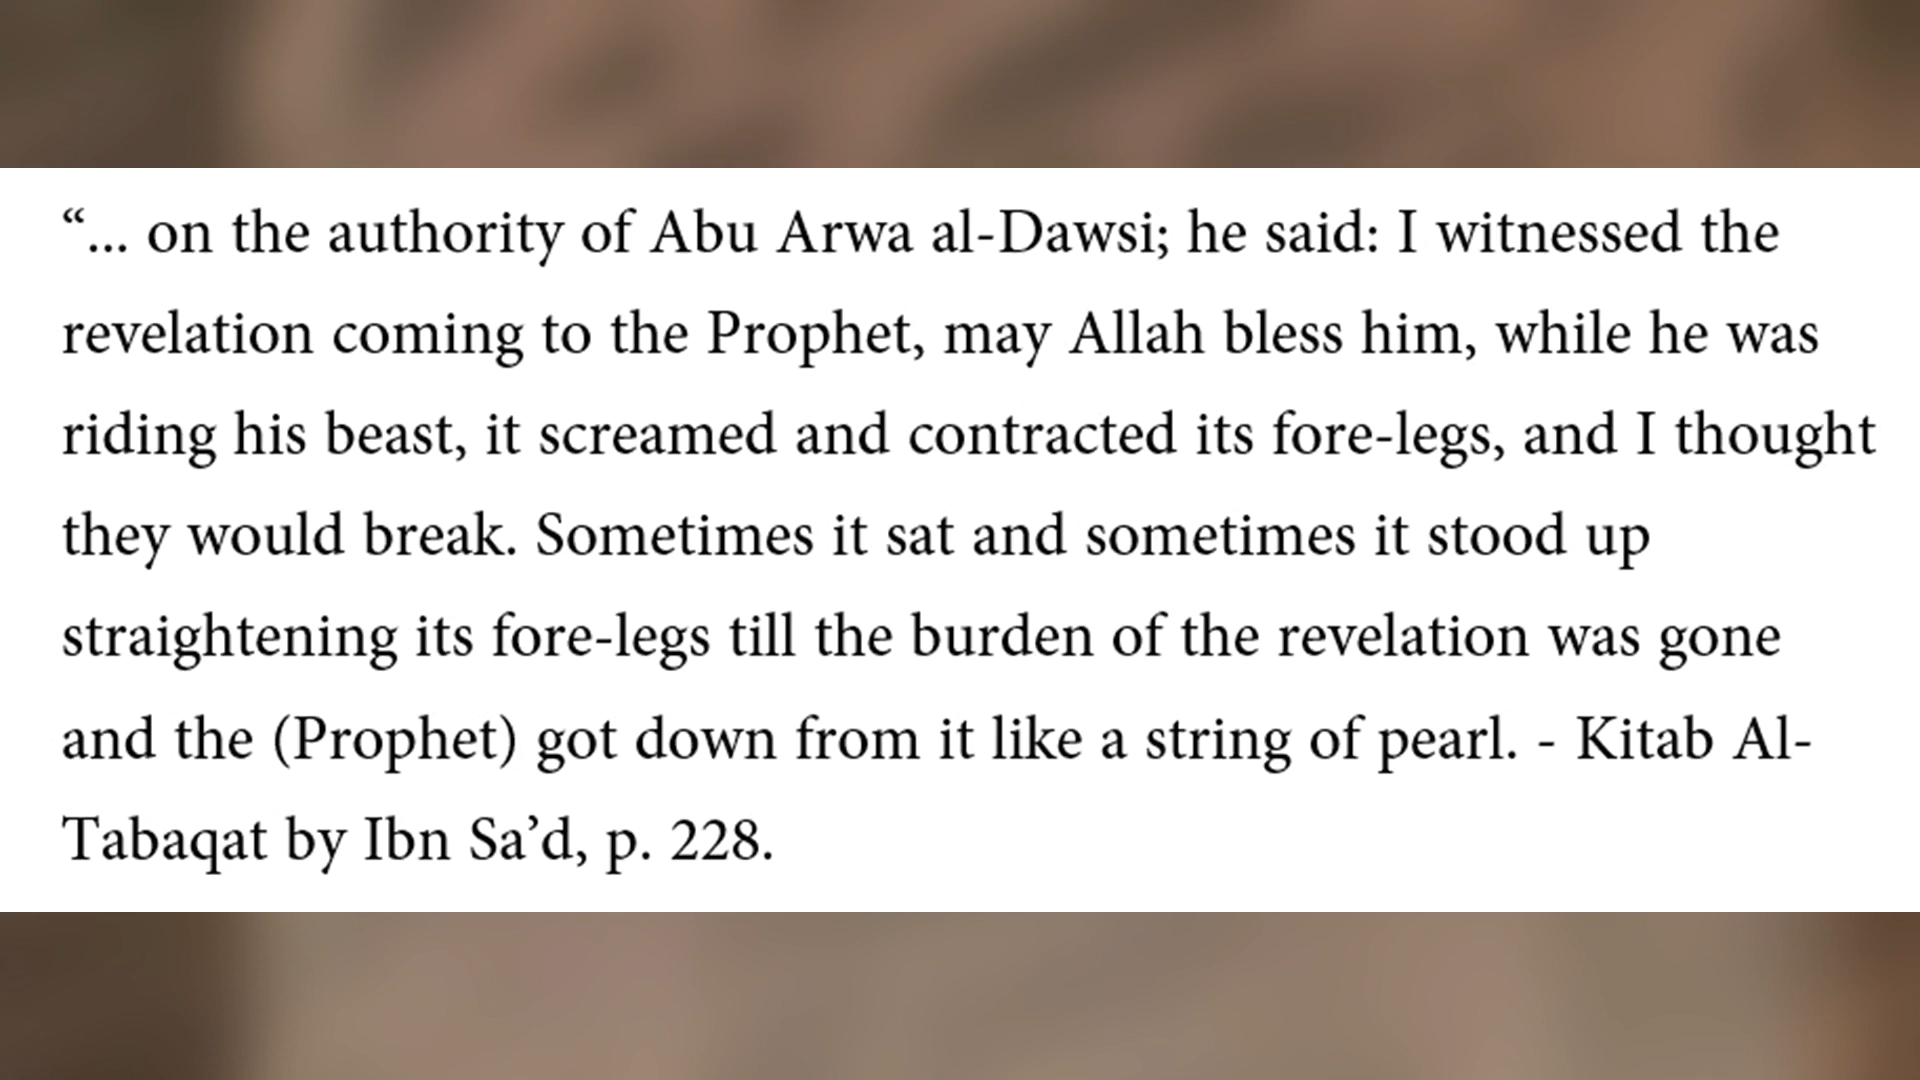 “... on the authority of Abu Arwa al-Dawsi; he said: I witnessed the
revelation coming to the Prophet, may Allah bless him, while he was
riding his beast, it screamed and contracted its fore-legs, and I thought
they would break. Sometimes it sat and sometimes it stood up
straightening its fore-legs till the burden of the revelation was gone
and the (Prophet) got down from it like a string of pearl. - Kitab Al-
Tabaqat by Ibn Sa’d, p. 228.